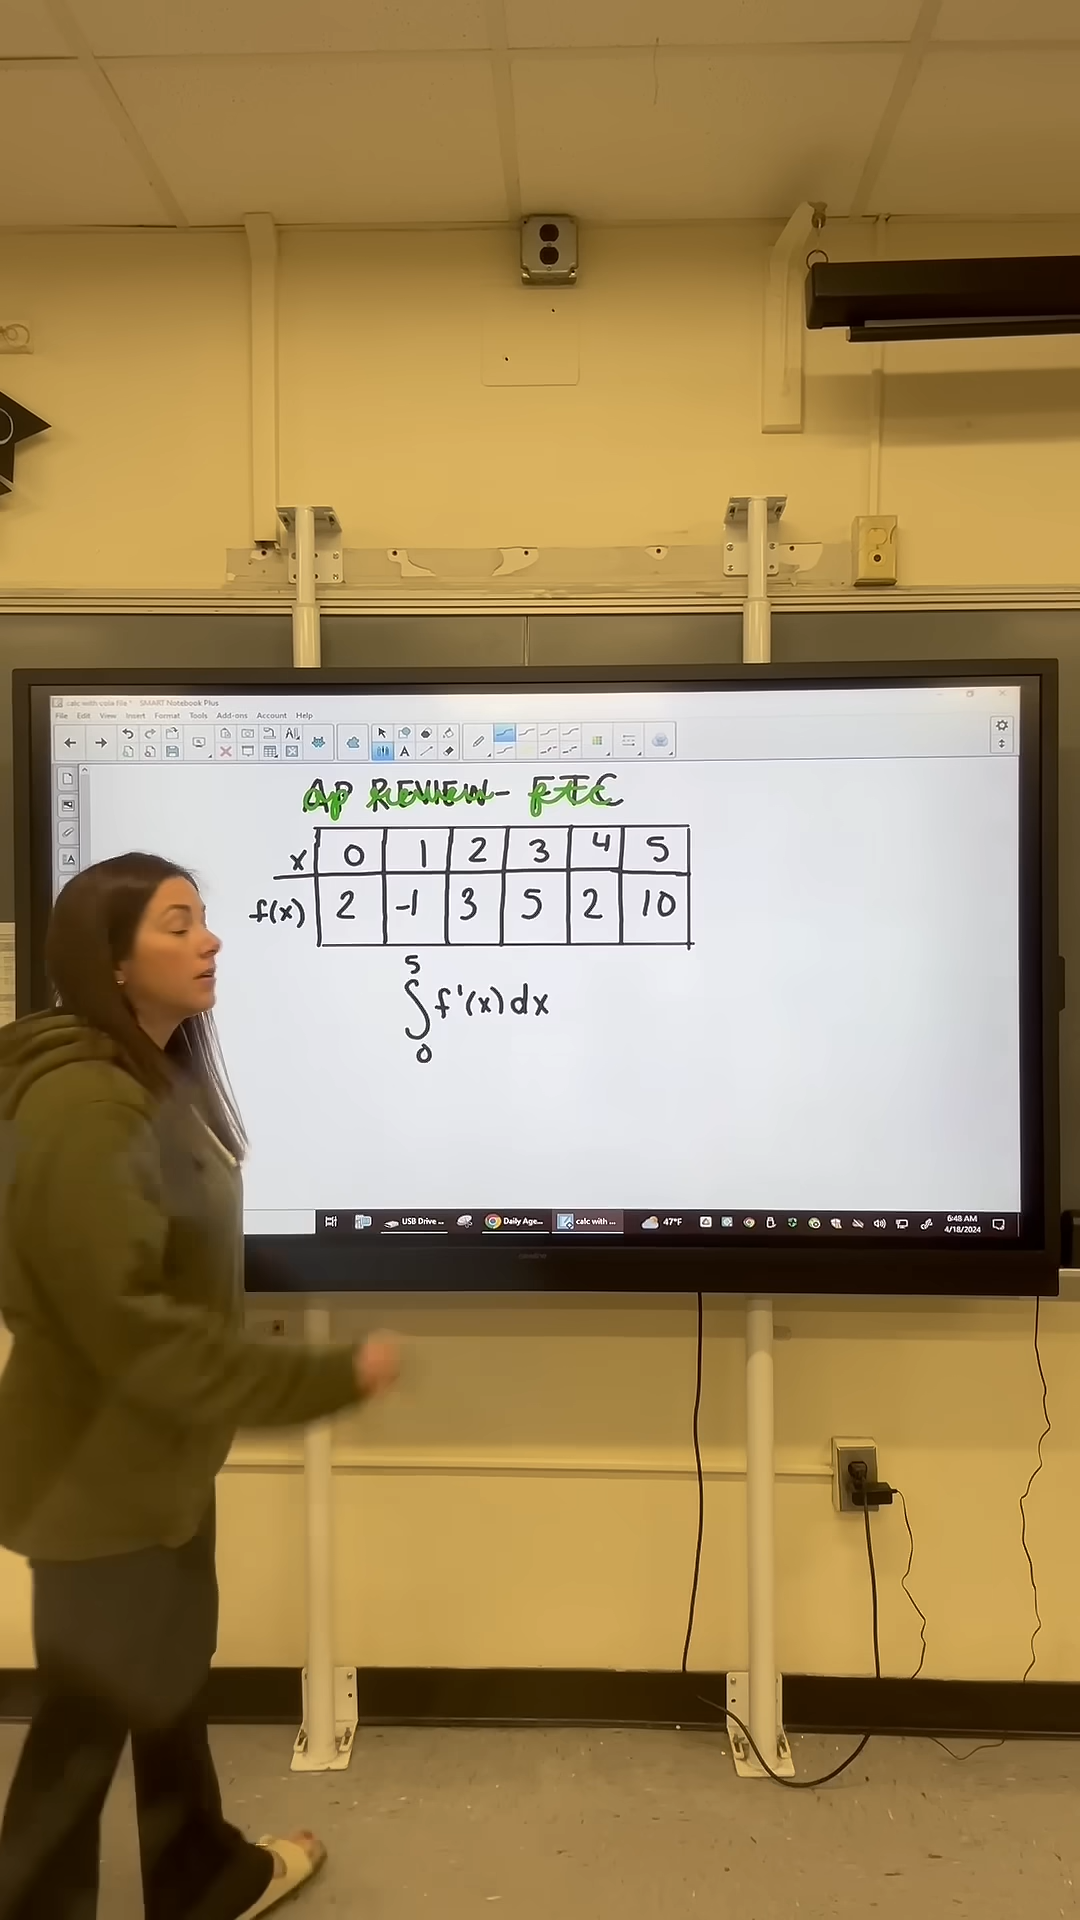 calc with cola file * SMART Notebook Plus
File Edit View Insert Format Tools Add-ons Account Help
AP REVIEW- FTC
x 0 1 2 3 4 5
f(x) 2 -1 3 5 2 10
5
∫ f'(x) dx
0
USB Drive ... Daily Age... calc with ... 47°F 6:48 AM
4/18/2024